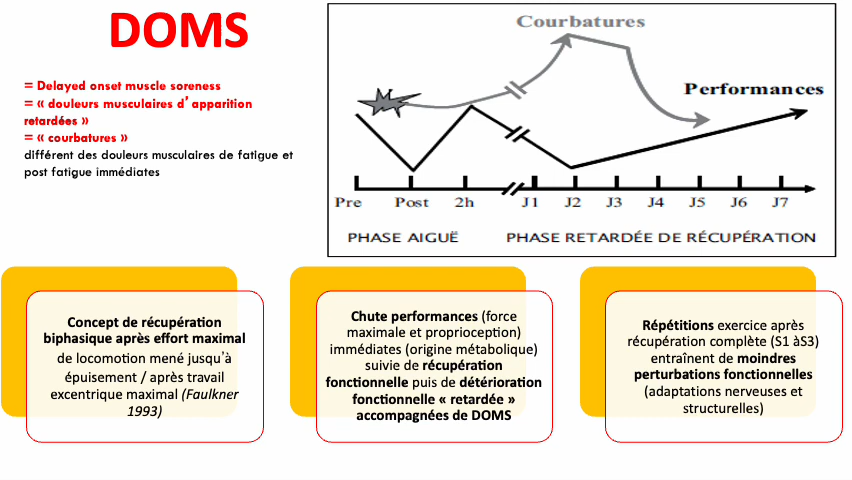 DOMS
= Delayed onset muscle soreness
= « douleurs musculaires d’ apparition
retardées »
= « courbatures »
différent des douleurs musculaires de fatigue et
post fatigue immédiates
Courbatures
Performances
Pre Post 2h J1 J2 J3 J4 J5 J6 J7
PHASE AIGUË PHASE RETARDÉE DE RÉCUPÉRATION
Concept de récupération
biphasique après effort maximal
de locomotion mené jusqu’à
épuisement / après travail
excentrique maximal (Faulkner
1993)
Chute performances (force
maximale et proprioception)
immédiates (origine métabolique)
suivie de récupération
fonctionnelle puis de détérioration
fonctionnelle « retardée »
accompagnées de DOMS
Répétitions exercice après
récupération complète (S1 àS3)
entraînent de moindres
perturbations fonctionnelles
(adaptations nerveuses et
structurelles)